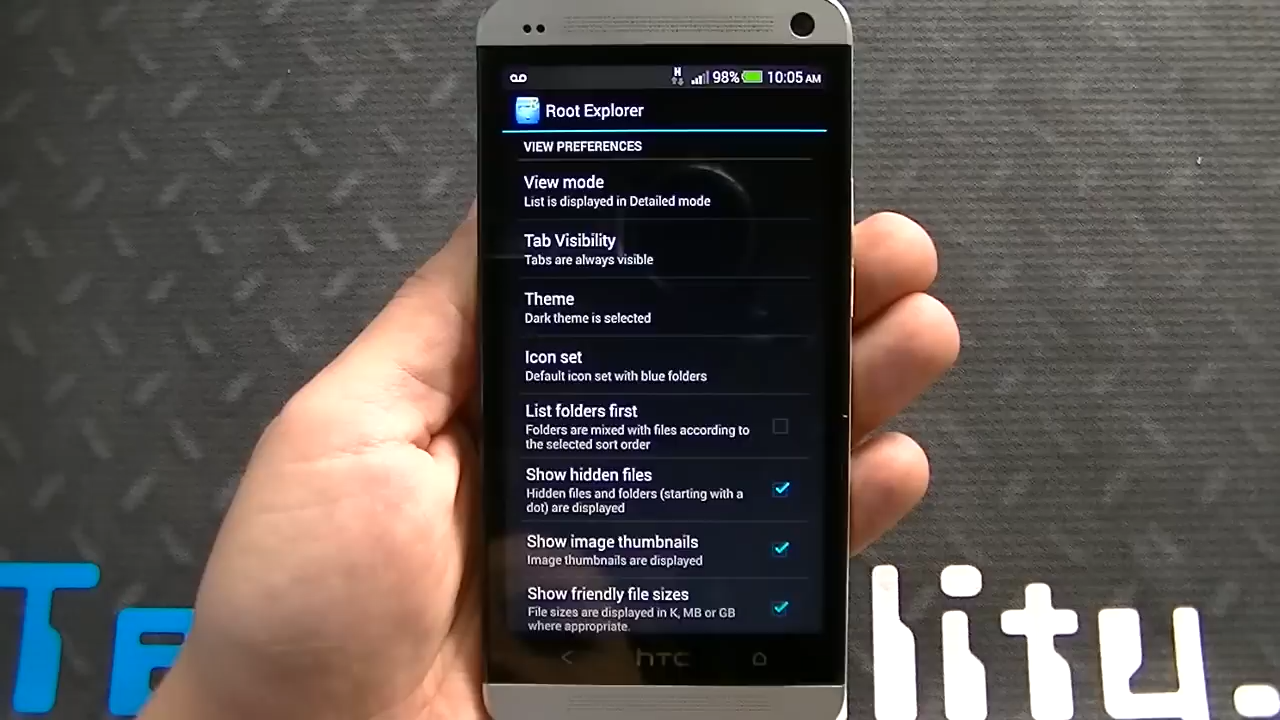 98% 10:05 AM
Root Explorer
VIEW PREFERENCES
View mode
List is displayed in Detailed mode
Tab Visibility
Tabs are always visible
Theme
Dark theme is selected
Icon set
Default icon set with blue folders
List folders first
Folders are mixed with files according to
the selected sort order
Show hidden files
Hidden files and folders (starting with a
dot) are displayed
Show image thumbnails
Image thumbnails are displayed
Show friendly file sizes
File sizes are displayed in K, MB or GB
where appropriate.
hTC
Te lity.